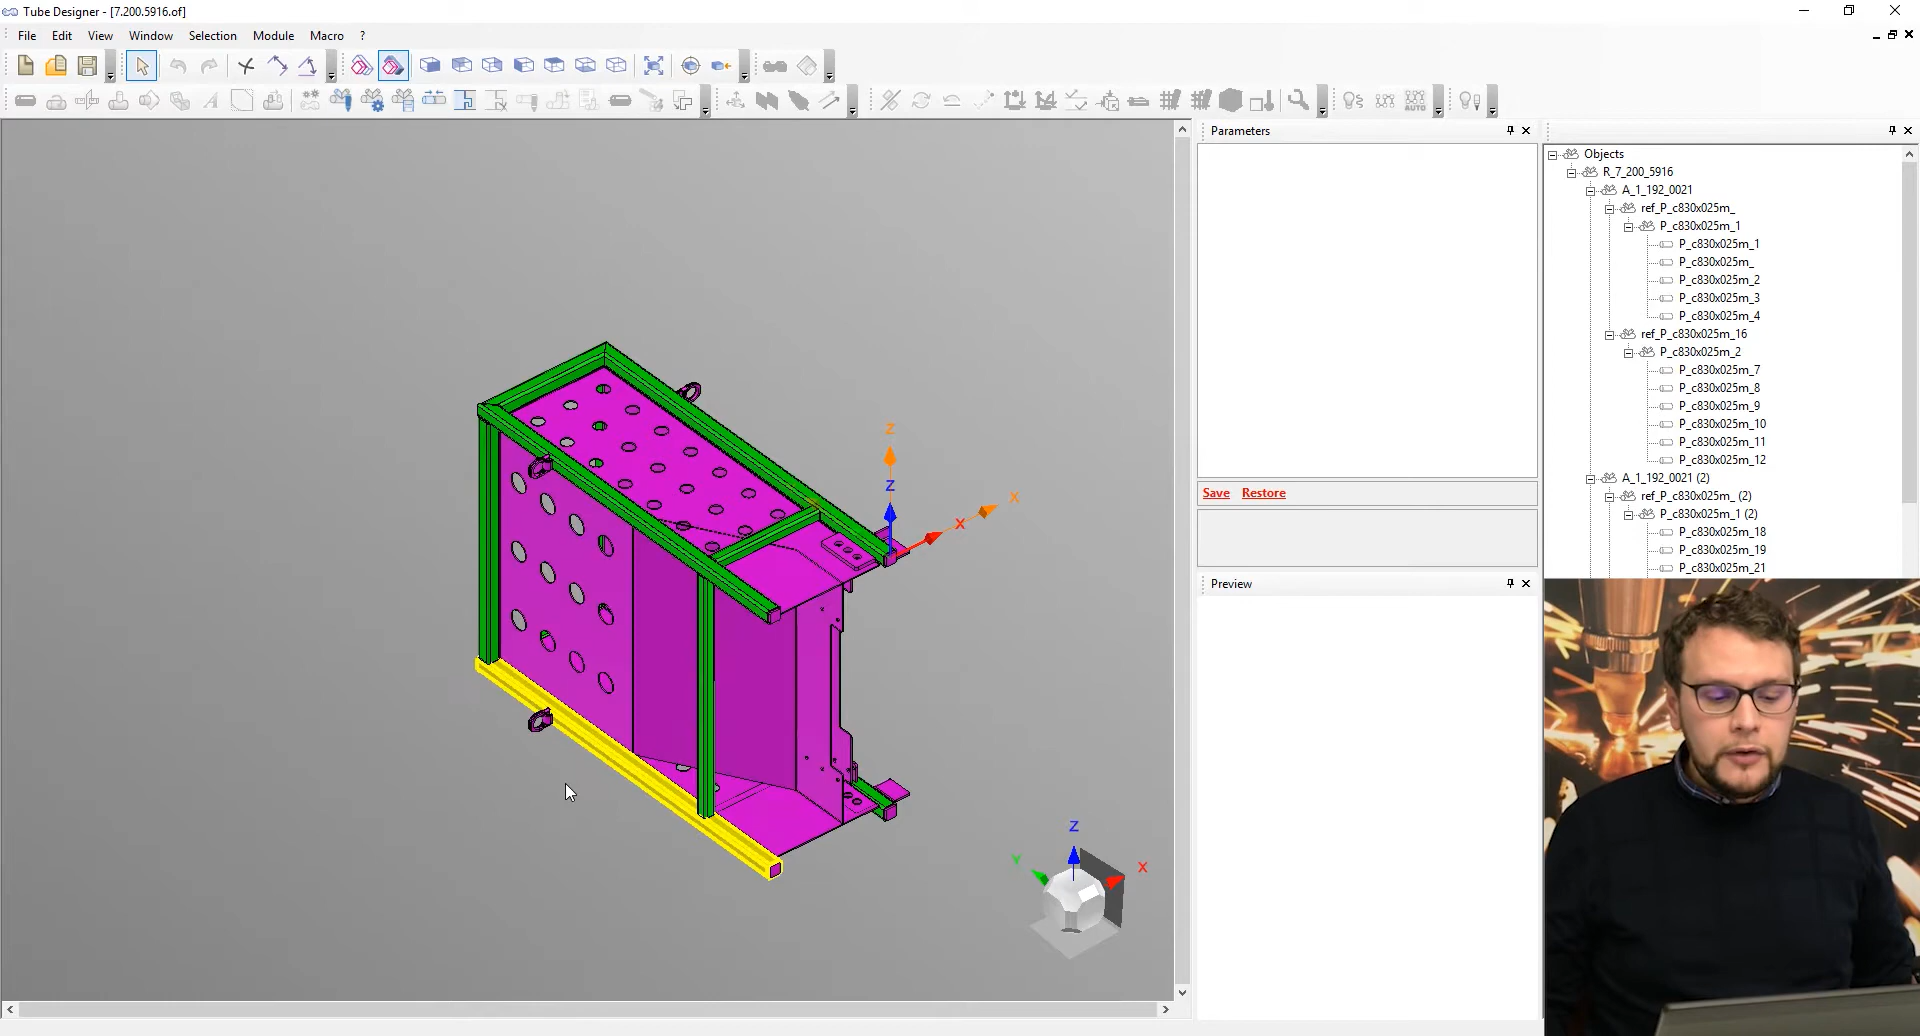 Tube Designer - [7.200.5916.of]
File Edit View Window Selection Module Macro ?
AUTO
Parameters
Save Restore
Preview
Objects
R_7_200_5916
A_1_192_0021
ref_P_c830x025m_
P_c830x025m_1
P_c830x025m_1
P_c830x025m_
P_c830x025m_2
P_c830x025m_3
P_c830x025m_4
ref_P_c830x025m_16
P_c830x025m_2
P_c830x025m_7
P_c830x025m_8
P_c830x025m_9
P_c830x025m_10
P_c830x025m_11
P_c830x025m_12
A_1_192_0021 (2)
ref_P_c830x025m_ (2)
P_c830x025m_1 (2)
P_c830x025m_18
P_c830x025m_19
P_c830x025m_21
Z
Z
X
X
Z
Y
X